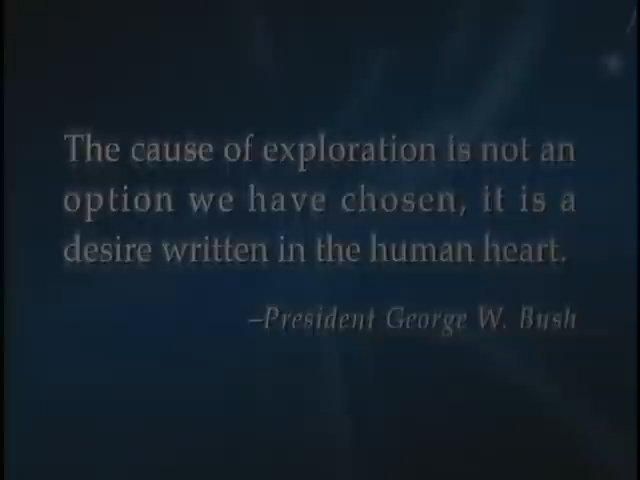 The cause of exploration is not an
option we have chosen, it is a
desire written in the human heart.
–President George W. Bush